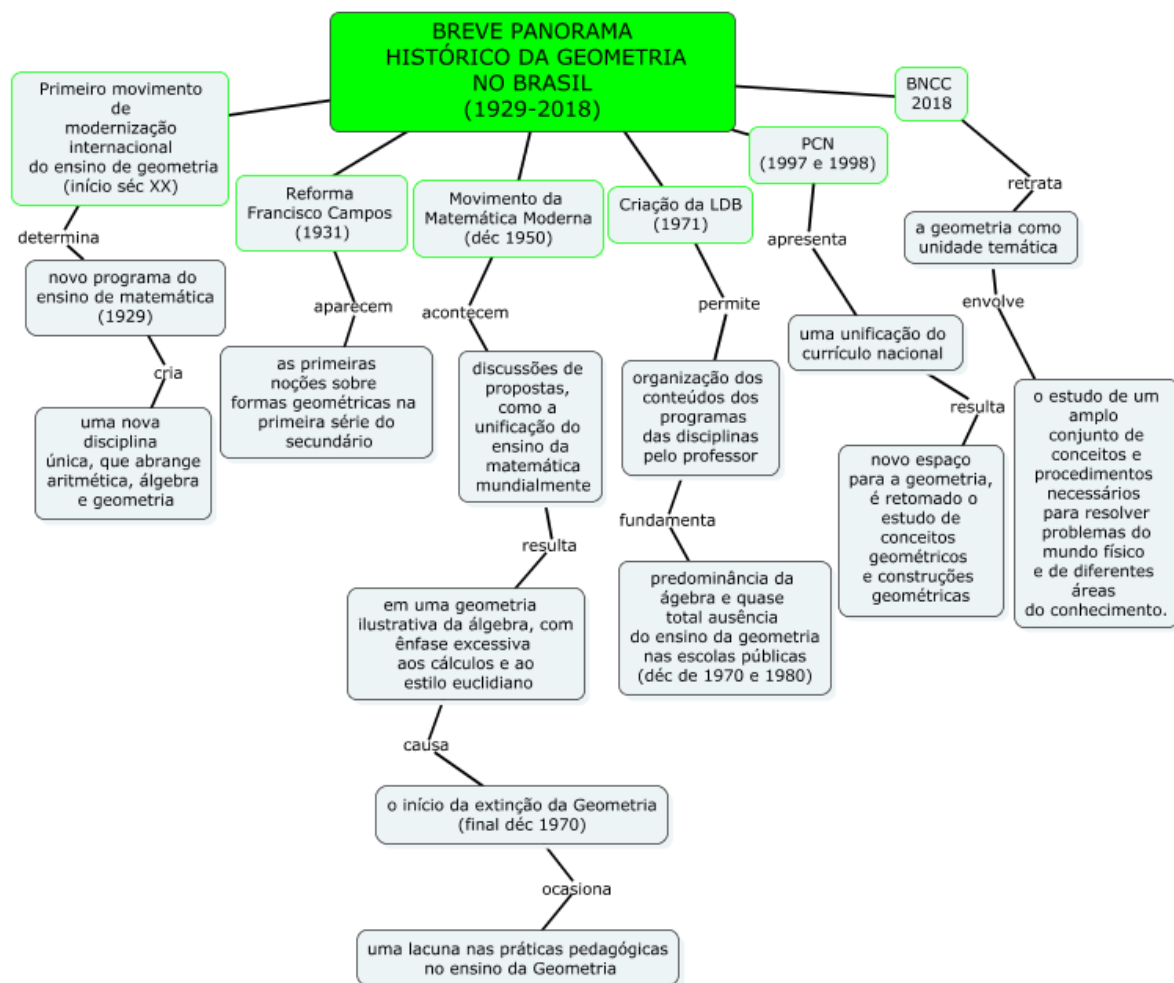 BREVE PANORAMA
HISTÓRICO DA GEOMETRIA
NO BRASIL
(1929-2018)
Primeiro movimento
de
modernização
internacional
do ensino de geometria
(início séc XX)
determina
novo programa do
ensino de matemática
(1929)
cria
uma nova
disciplina
única, que abrange
aritmética, álgebra
e geometria
Reforma
Francisco Campos
(1931)
aparecem
as primeiras
noções sobre
formas geométricas na
primeira série do
secundário
Movimento da
Matemática Moderna
(déc 1950)
acontecem
discussões de
propostas,
como a
unificação do
ensino da
matemática
mundialmente
resulta
em uma geometria
ilustrativa da álgebra, com
ênfase excessiva
aos cálculos e ao
estilo euclidiano
causa
o início da extinção da Geometria
(final déc 1970)
ocasiona
uma lacuna nas práticas pedagógicas
no ensino da Geometria
Criação da LDB
(1971)
permite
organização dos
conteúdos dos
programas
das disciplinas
pelo professor
fundamenta
predominância da
ágebra e quase
total ausência
do ensino da geometria
nas escolas públicas
(déc de 1970 e 1980)
PCN
(1997 e 1998)
apresenta
uma unificação do
currículo nacional
resulta
novo espaço
para a geometria,
é retomado o
estudo de
conceitos
geométricos
e construções
geométricas
BNCC
2018
retrata
a geometria como
unidade temática
envolve
o estudo de um
amplo
conjunto de
conceitos e
procedimentos
necessários
para resolver
problemas do
mundo físico
e de diferentes
áreas
do conhecimento.